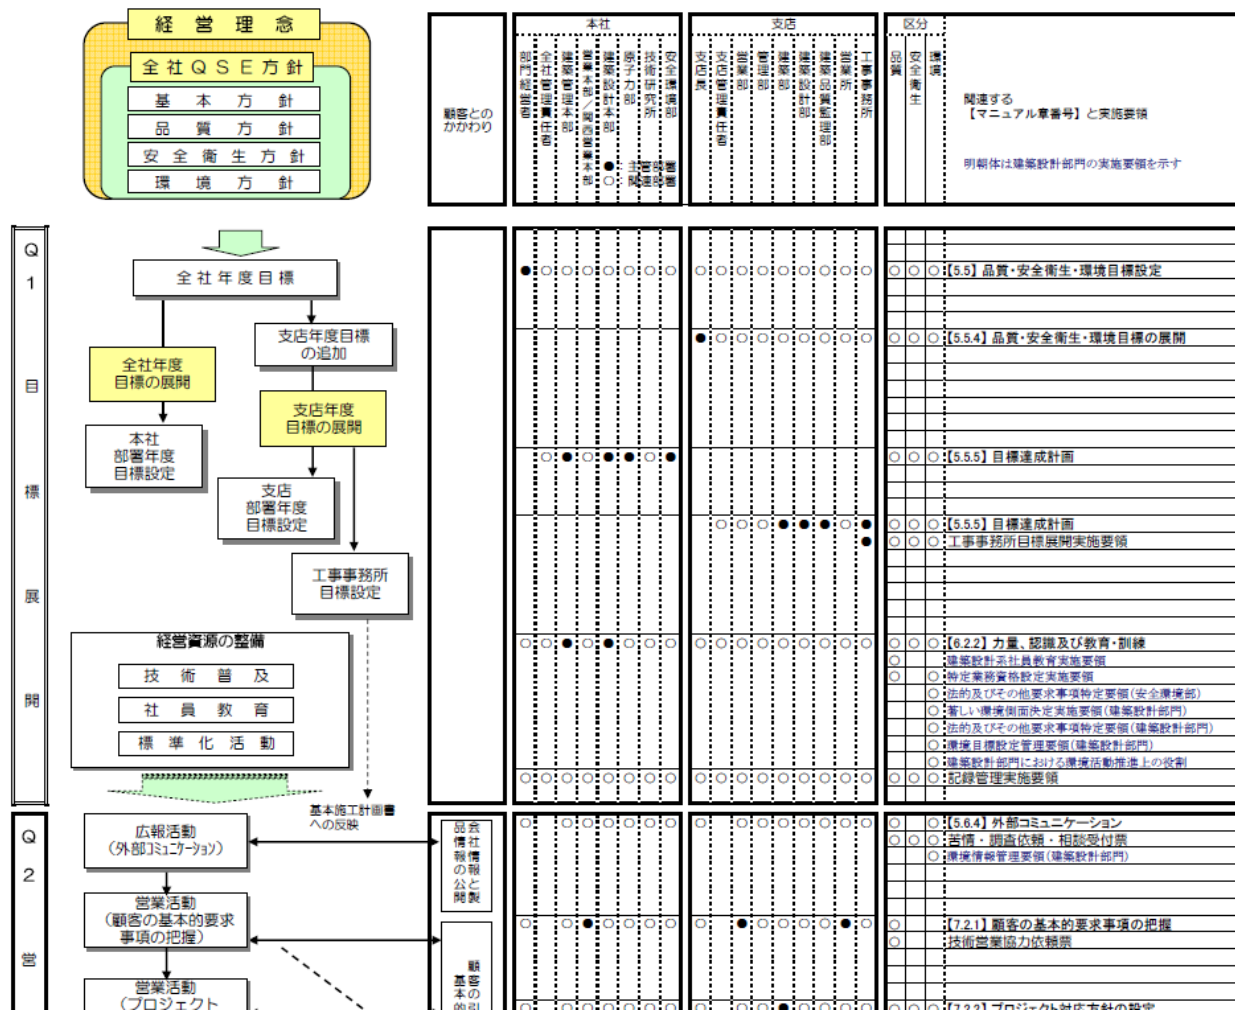 経営理念
全社QSE方針
基本方針
品質方針
安全衛生方針
環境方針
顧客との
かかわり
本社
部門経営者
全社管理責任者
建築管理本部
営業本部／関西営業本部
建築設計本部
原子力部
技術研究所
安全環境部
●：主管部署
○：関連部署
支店
支店長
支店管理責任者
営業部
管理部
建築部
建築設計部
建築品質監理部
営業所
工事事務所
区分
品質
安全衛生
環境
関連する
【マニュアル章番号】と実施要領
明朝体は建築設計部門の実施要領を示す
Q1目標展開
全社年度目標
支店年度目標
の追加
全社年度
目標の展開
支店年度
目標の展開
本社
部署年度
目標設定
支店
部署年度
目標設定
工事事務所
目標設定
経営資源の整備
技術普及
社員教育
標準化活動
基本施工計画書
への反映
【5.5】品質・安全衛生・環境目標設定
【5.5.4】品質・安全衛生・環境目標の展開
【5.5.5】目標達成計画
【5.5.5】目標達成計画
工事事務所目標展開実施要領
【6.2.2】力量、認識及び教育・訓練
建築設計系社員教育実施要領
特定業務資格設定実施要領
法的及びその他要求事項特定要領(安全環境部)
著しい環境側面決定実施要領(建築設計部門)
法的及びその他要求事項特定要領(建築設計部門)
環境目標設定管理要領(建築設計部門)
建築設計部門における環境活動推進上の役割
記録管理実施要領
Q2営
広報活動
（外部ｺﾐｭﾆｹｰｼｮﾝ）
営業活動
（顧客の基本的要求
事項の把握）
営業活動
（プロジェクト
会社情報と製
品情報の公開
顧客の引
基本的
【5.6.4】外部コミュニケーション
苦情・調査依頼・相談受付票
環境情報管理要領(建築設計部門)
【7.2.1】顧客の基本的要求事項の把握
技術営業協力依頼票
【7.2.2】プロジェクト対応方針の設定